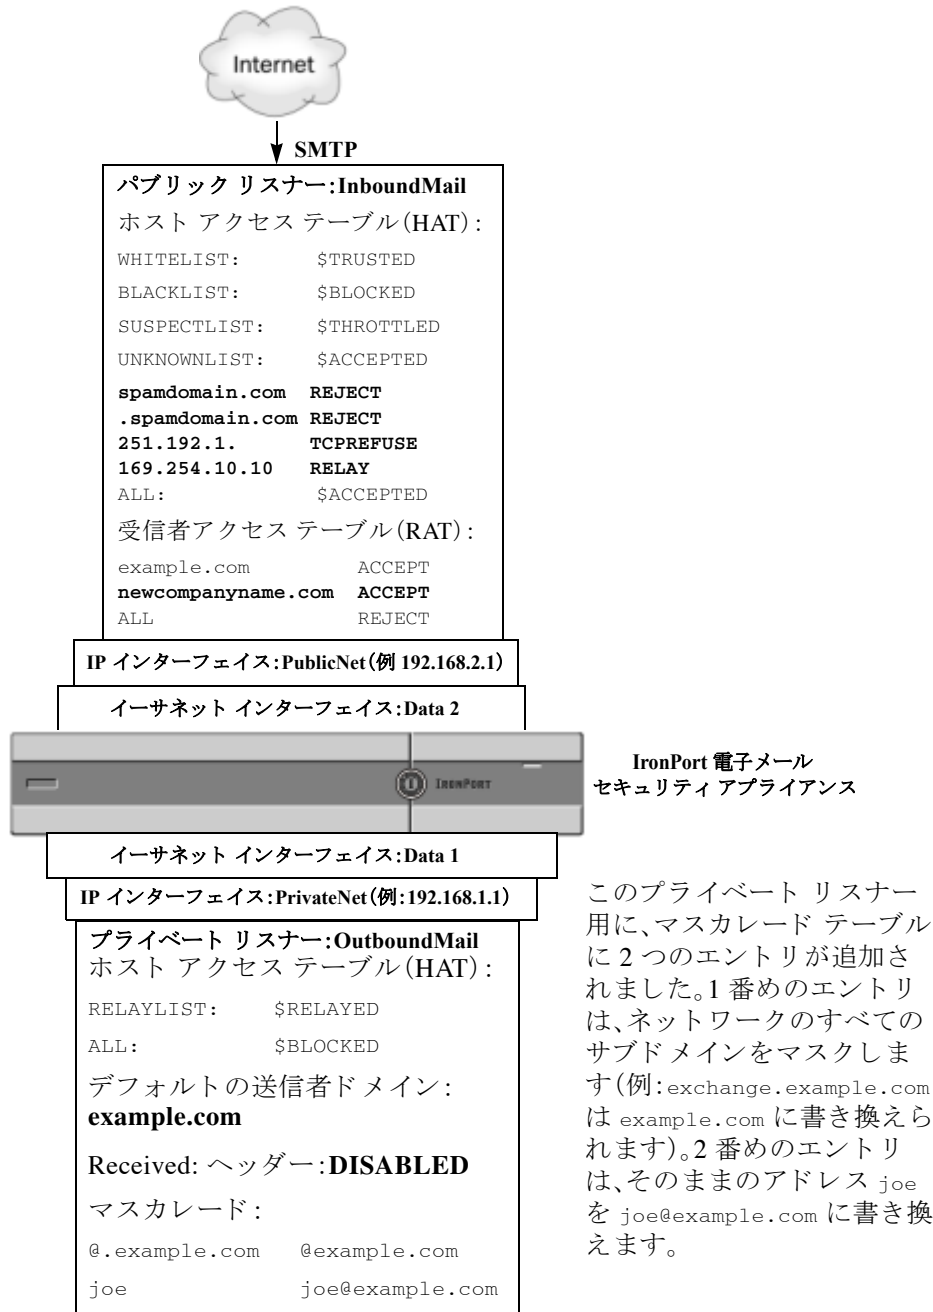 Internet
SMTP
パブリック リスナー：InboundMail
ホスト アクセス テーブル（HAT）：
WHITELIST: $TRUSTED
BLACKLIST: $BLOCKED
SUSPECTLIST: $THROTTLED
UNKNOWNLIST: $ACCEPTED
spamdomain.com REJECT
.spamdomain.com REJECT
251.192.1. TCPREFUSE
169.254.10.10 RELAY
ALL: $ACCEPTED
受信者アクセス テーブル（RAT）：
example.com ACCEPT
newcompanyname.com ACCEPT
ALL REJECT
IP インターフェイス：PublicNet（例 192.168.2.1）
イーサネット インターフェイス：Data 2
IRONPORT
IronPort 電子メール
セキュリティ アプライアンス
イーサネット インターフェイス：Data 1
IP インターフェイス：PrivateNet（例：192.168.1.1）
プライベート リスナー：OutboundMail
ホスト アクセス テーブル（HAT）：
RELAYLIST: $RELAYED
ALL: $BLOCKED
デフォルトの送信者ドメイン：
example.com
Received: ヘッダー：DISABLED
マスカレード：
@.example.com @example.com
joe joe@example.com
このプライベート リスナー
用に、マスカレード テーブル
に 2 つのエントリが追加さ
れました。1 番めのエントリ
は、ネットワークのすべての
サブドメインをマスクしま
す（例：exchange.example.com
は example.com に書き換えら
れます）。2 番めのエントリ
は、そのままのアドレス joe
を joe@example.com に書き換
えます。